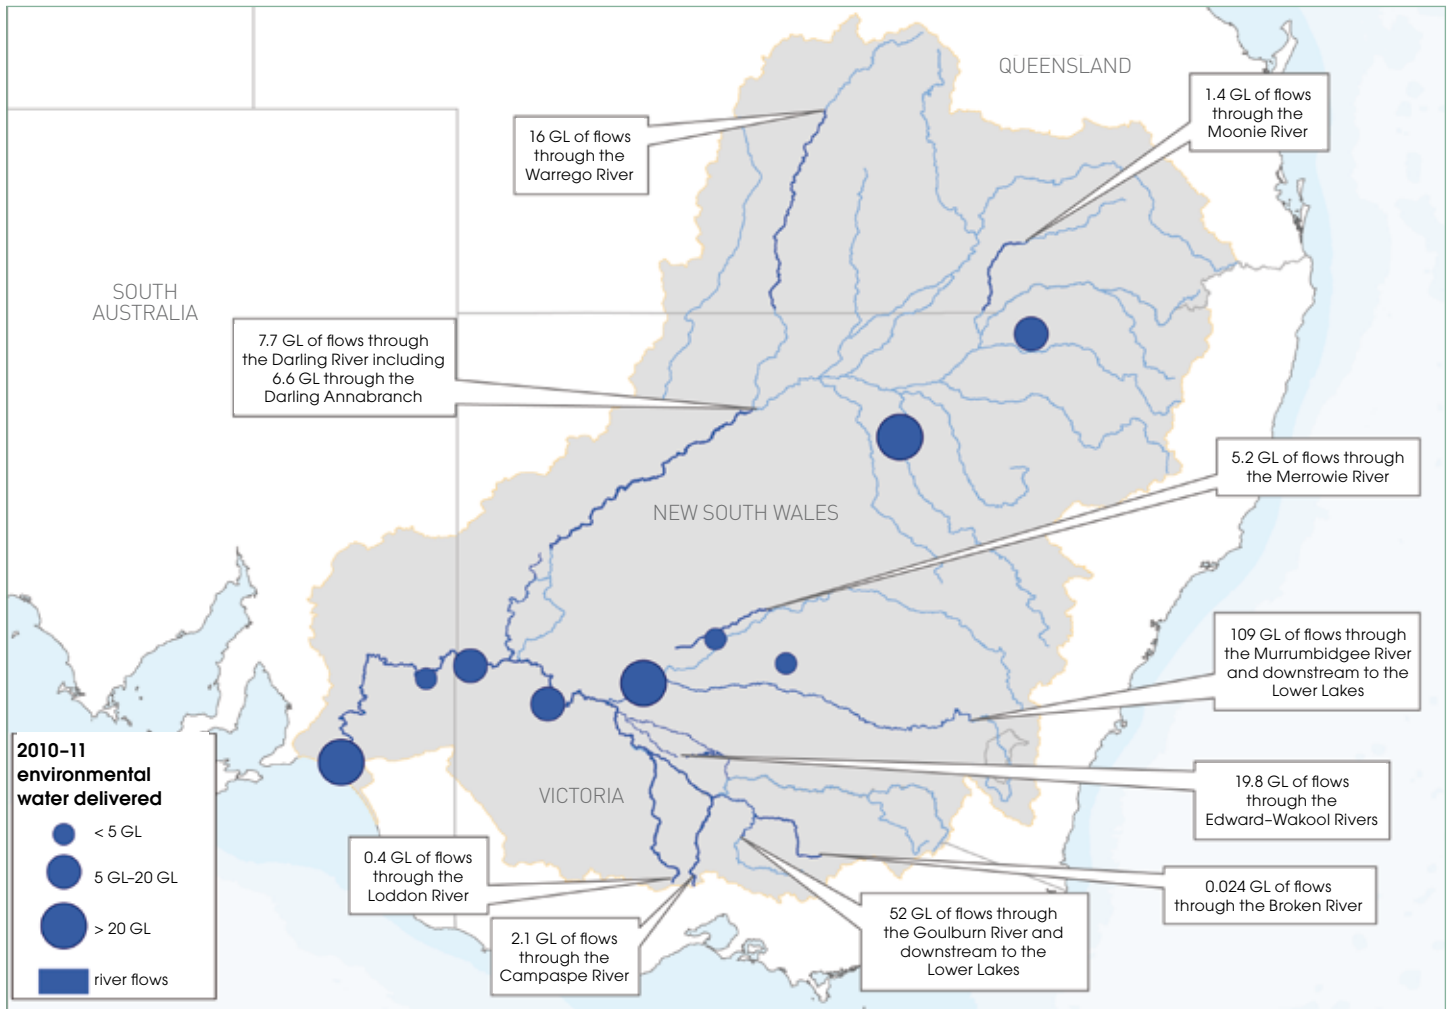 QUEENSLAND
1.4 GL of flows
through the
Moonie River
16 GL of flows
through the
Warrego River
SOUTH
AUSTRALIA
7.7 GL of flows through
the Darling River including
6.6 GL through the
Darling Annabranch
5.2 GL of flows through
the Merrowie River
NEW SOUTH WALES
109 GL of flows through
the Murrumbidgee River
and downstream to the
Lower Lakes
2010–11
environmental
water delivered
< 5 GL
5 GL–20 GL
> 20 GL
river flows
VICTORIA
19.8 GL of flows
through the
Edward–Wakool Rivers
0.4 GL of flows
through the
Loddon River
0.024 GL of flows
through the Broken River
2.1 GL of flows
through the
Campaspe River
52 GL of flows through
the Goulburn River and
downstream to the
Lower Lakes